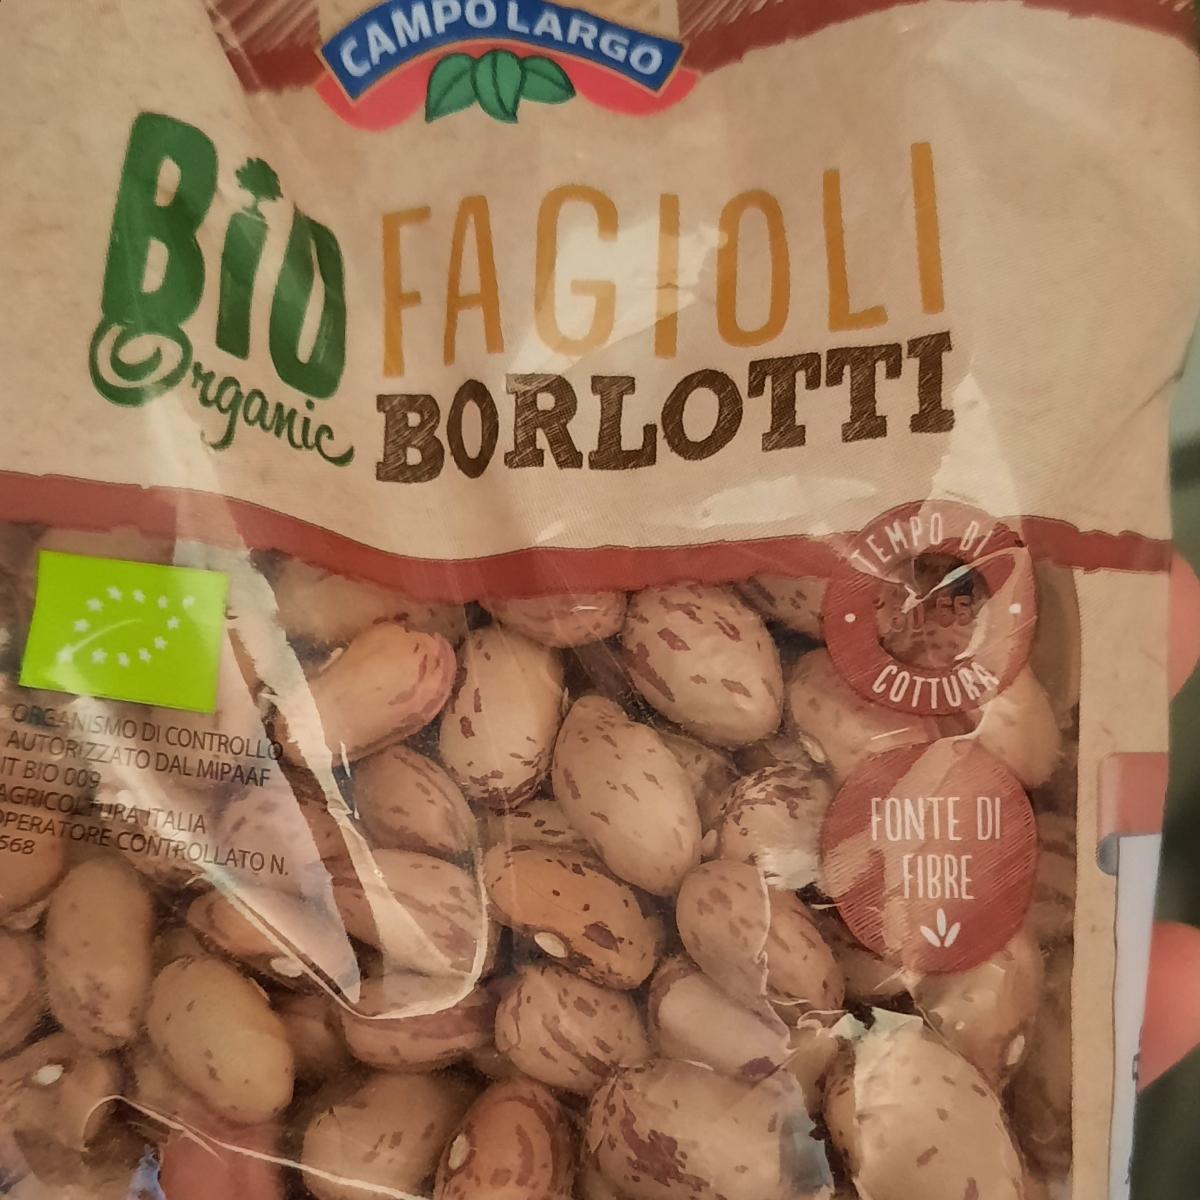 CAMPO LARGO
BiO
Organic
FAGIOLI
BORLOTTI
TEMPO DI
COTTURA
FONTE DI
FIBRE
ORGANISMO DI CONTROLLO
AUTORIZZATO DAL MIPAAF
IT BIO 009
AGRICOLTURA ITALIA
OPERATORE CONTROLLATO N.
568